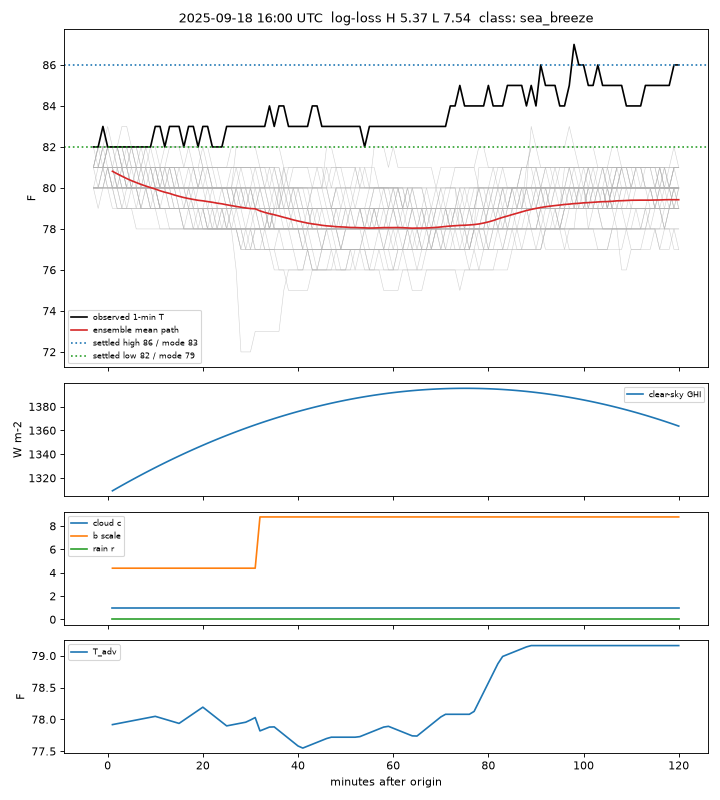 2025-09-18 16:00 UTC  log-loss H 5.37 L 7.54  class: sea_breeze
86
84
82
80
78
76
74
72
F
observed 1-min T
ensemble mean path
settled high 86 / mode 83
settled low 82 / mode 79
1380
1360
1340
1320
W m-2
clear-sky GHI
8
6
4
2
0
cloud c
b scale
rain r
79.0
78.5
78.0
77.5
F
T_adv
0 20 40 60 80 100 120
minutes after origin